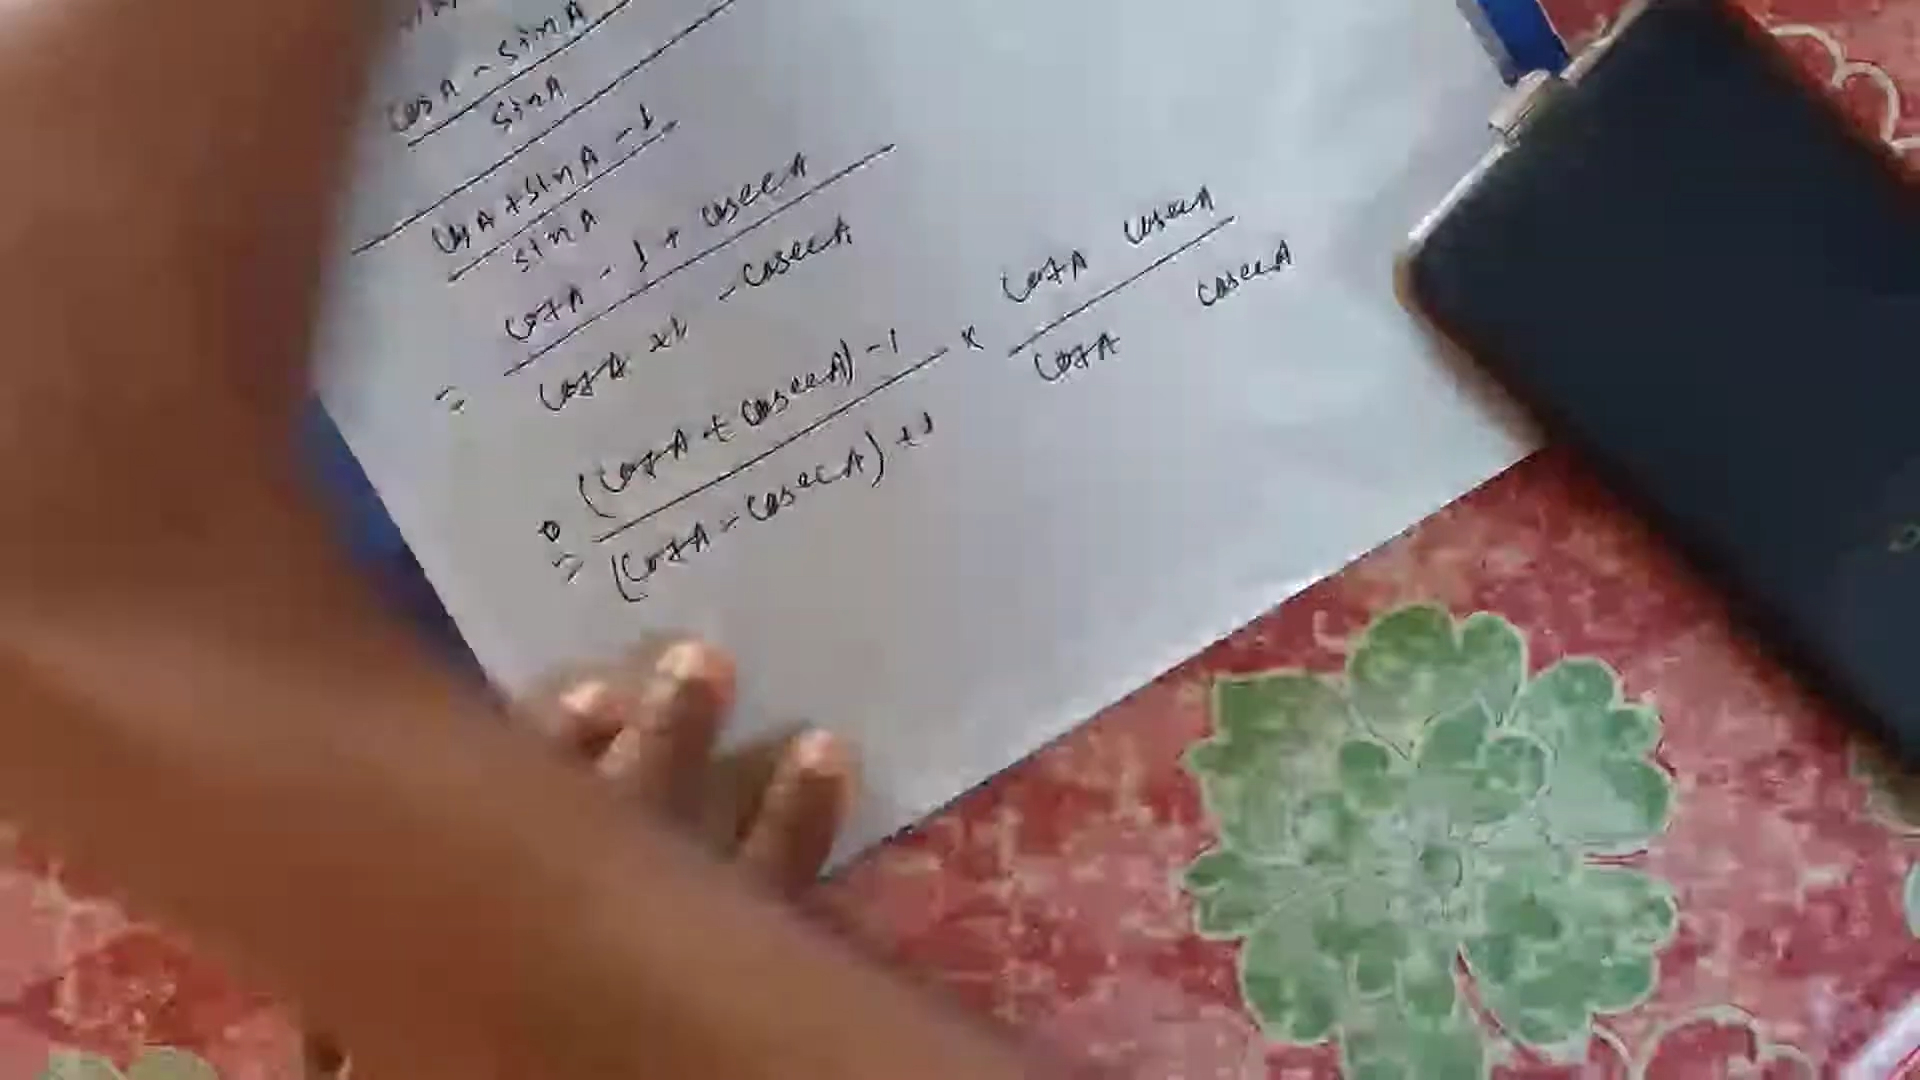 cosA - sinA
sinA
cosA + sinA - 1
sinA
= cotA - 1 + cosecA
cotA +1 - cosecA
= (cotA + cosecA) - 1 × cotA cosecA
(cotA - cosecA) +1 cotA cosecA